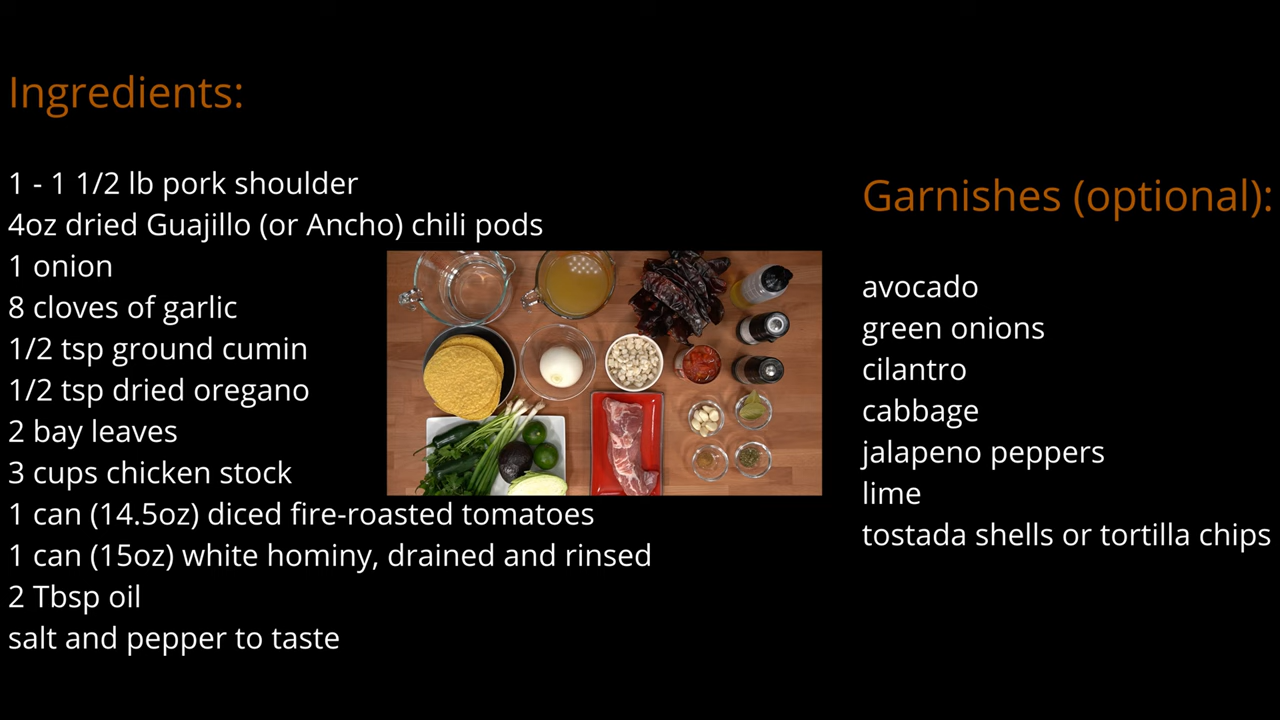 Ingredients:
1 - 1 1/2 lb pork shoulder
4oz dried Guajillo (or Ancho) chili pods
1 onion
8 cloves of garlic
1/2 tsp ground cumin
1/2 tsp dried oregano
2 bay leaves
3 cups chicken stock
1 can (14.5oz) diced fire-roasted tomatoes
1 can (15oz) white hominy, drained and rinsed
2 Tbsp oil
salt and pepper to taste
Garnishes (optional):
avocado
green onions
cilantro
cabbage
jalapeno peppers
lime
tostada shells or tortilla chips